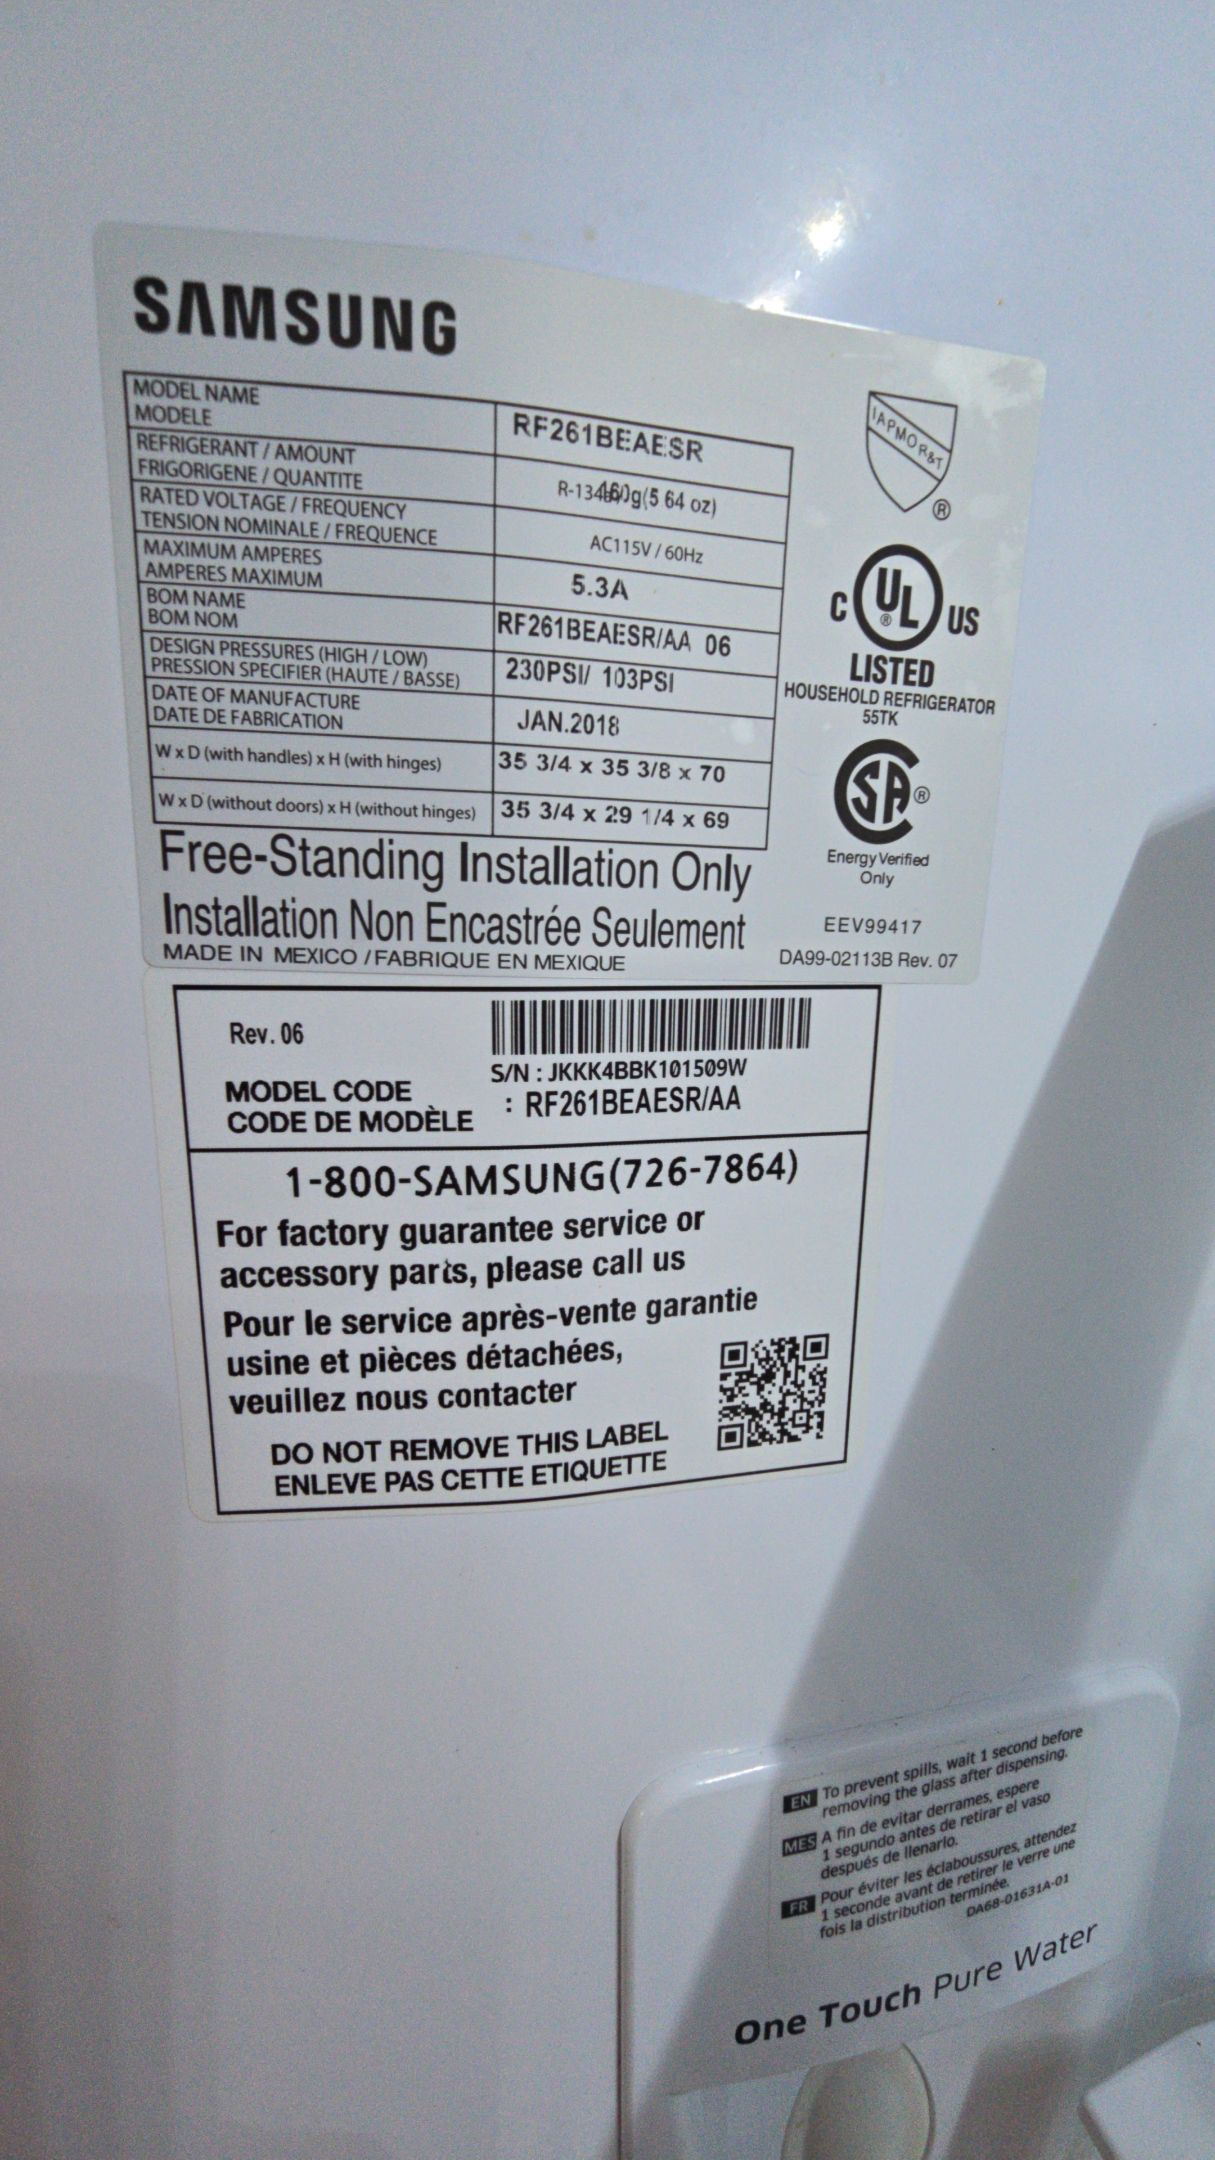 SAMSUNG
MODEL NAME
MODELE
RF261BEAESR
REFRIGERANT / AMOUNT
FRIGORIGENE / QUANTITE
160g(5 64 oz)
RATED VOLTAGE / FREQUENCY
TENSION NOMINALE / FREQUENCE
AC115V / 60Hz
MAXIMUM AMPERES
AMPERES MAXIMUM
5.3A
BOM NAME
BOM NOM
RF261BEAESR/AA 06
DESIGN PRESSURES (HIGH / LOW)
PRESSION SPECIFIER (HAUTE / BASSE)
230PSI/ 103PSI
DATE OF MANUFACTURE
DATE DE FABRICATION
JAN.2018
W x D (with handles) x H (with hinges)
35 3/4 x 35 3/8 x 70
W x D (without doors) x H (without hinges)
35 3/4 x 29 1/4 x 69
IAPMO R&T
®
C UL ® US
LISTED
HOUSEHOLD REFRIGERATOR
55TK
SA ®
Energy Verified
Only
Free-Standing Installation Only
Installation Non Encastrée Seulement
EEV99417
MADE IN MEXICO / FABRIQUE EN MEXIQUE
DA99-02113B Rev. 07
Rev. 06
S/N : JKKK4BBK101509W
MODEL CODE
CODE DE MODÈLE
: RF261BEAESR/AA
1-800-SAMSUNG(726-7864)
For factory guarantee service or
accessory parts, please call us
Pour le service après-vente garantie
usine et pièces détachées,
veuillez nous contacter
DO NOT REMOVE THIS LABEL
ENLEVE PAS CETTE ETIQUETTE
EN To prevent spills, wait 1 second before
removing the glass after dispensing.
MES A fin de evitar derrames, espere
1 segundo antes de retirar el vaso
después de llenarlo.
FR Pour éviter les éclaboussures, attendez
1 seconde avant de retirer le verre une
fois la distribution terminée.
DA68-01631A-01
One Touch Pure Water